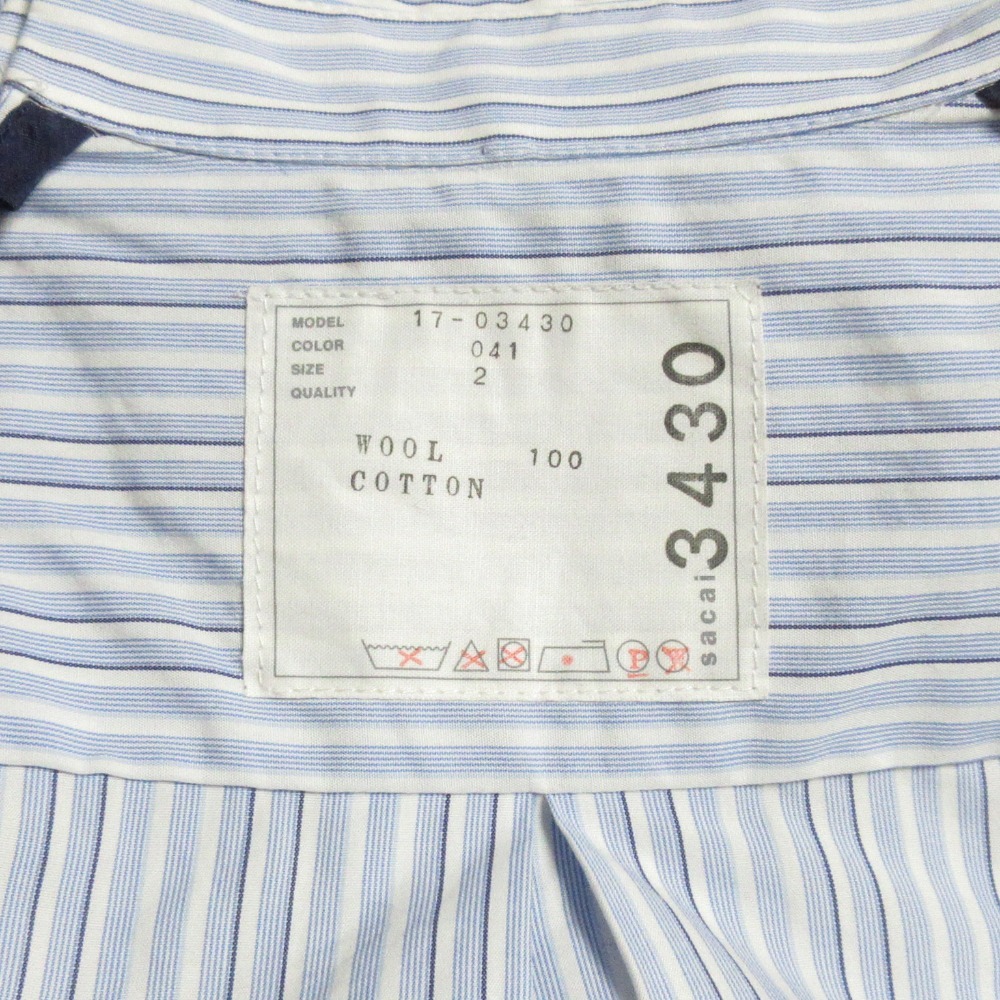 MODEL 17-03430
COLOR 041
SIZE 2
QUALITY
WOOL 100
COTTON
P
sacai 3430